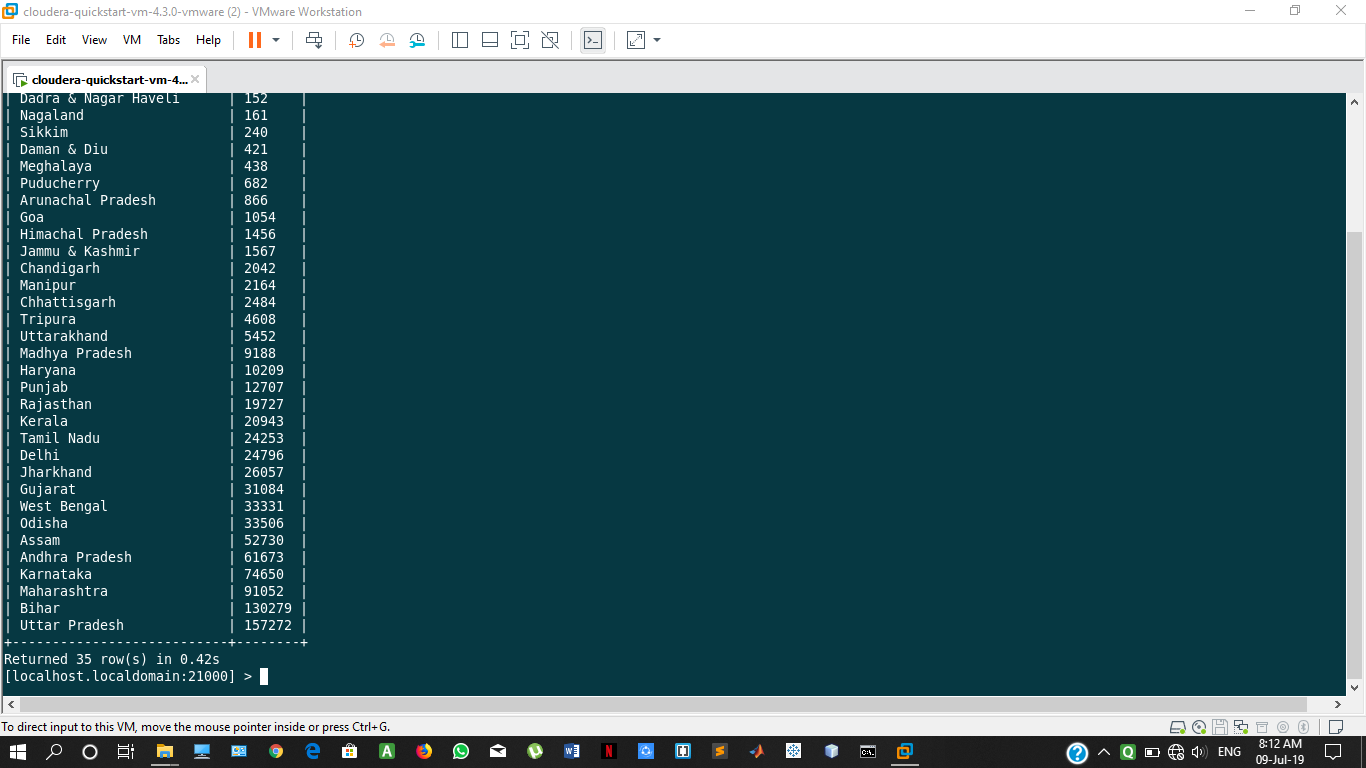 cloudera-quickstart-vm-4.3.0-vmware (2) - VMware Workstation
File Edit View VM Tabs Help
cloudera-quickstart-vm-4...
| Dadra & Nagar Haveli | 152 |
| Nagaland | 161 |
| Sikkim | 240 |
| Daman & Diu | 421 |
| Meghalaya | 438 |
| Puducherry | 682 |
| Arunachal Pradesh | 866 |
| Goa | 1054 |
| Himachal Pradesh | 1456 |
| Jammu & Kashmir | 1567 |
| Chandigarh | 2042 |
| Manipur | 2164 |
| Chhattisgarh | 2484 |
| Tripura | 4608 |
| Uttarakhand | 5452 |
| Madhya Pradesh | 9188 |
| Haryana | 10209 |
| Punjab | 12707 |
| Rajasthan | 19727 |
| Kerala | 20943 |
| Tamil Nadu | 24253 |
| Delhi | 24796 |
| Jharkhand | 26057 |
| Gujarat | 31084 |
| West Bengal | 33331 |
| Odisha | 33506 |
| Assam | 52730 |
| Andhra Pradesh | 61673 |
| Karnataka | 74650 |
| Maharashtra | 91052 |
| Bihar | 130279 |
| Uttar Pradesh | 157272 |
+---------------------------+--------+
Returned 35 row(s) in 0.42s
[localhost.localdomain:21000] >
To direct input to this VM, move the mouse pointer inside or press Ctrl+G.
ENG
8:12 AM
09-Jul-19